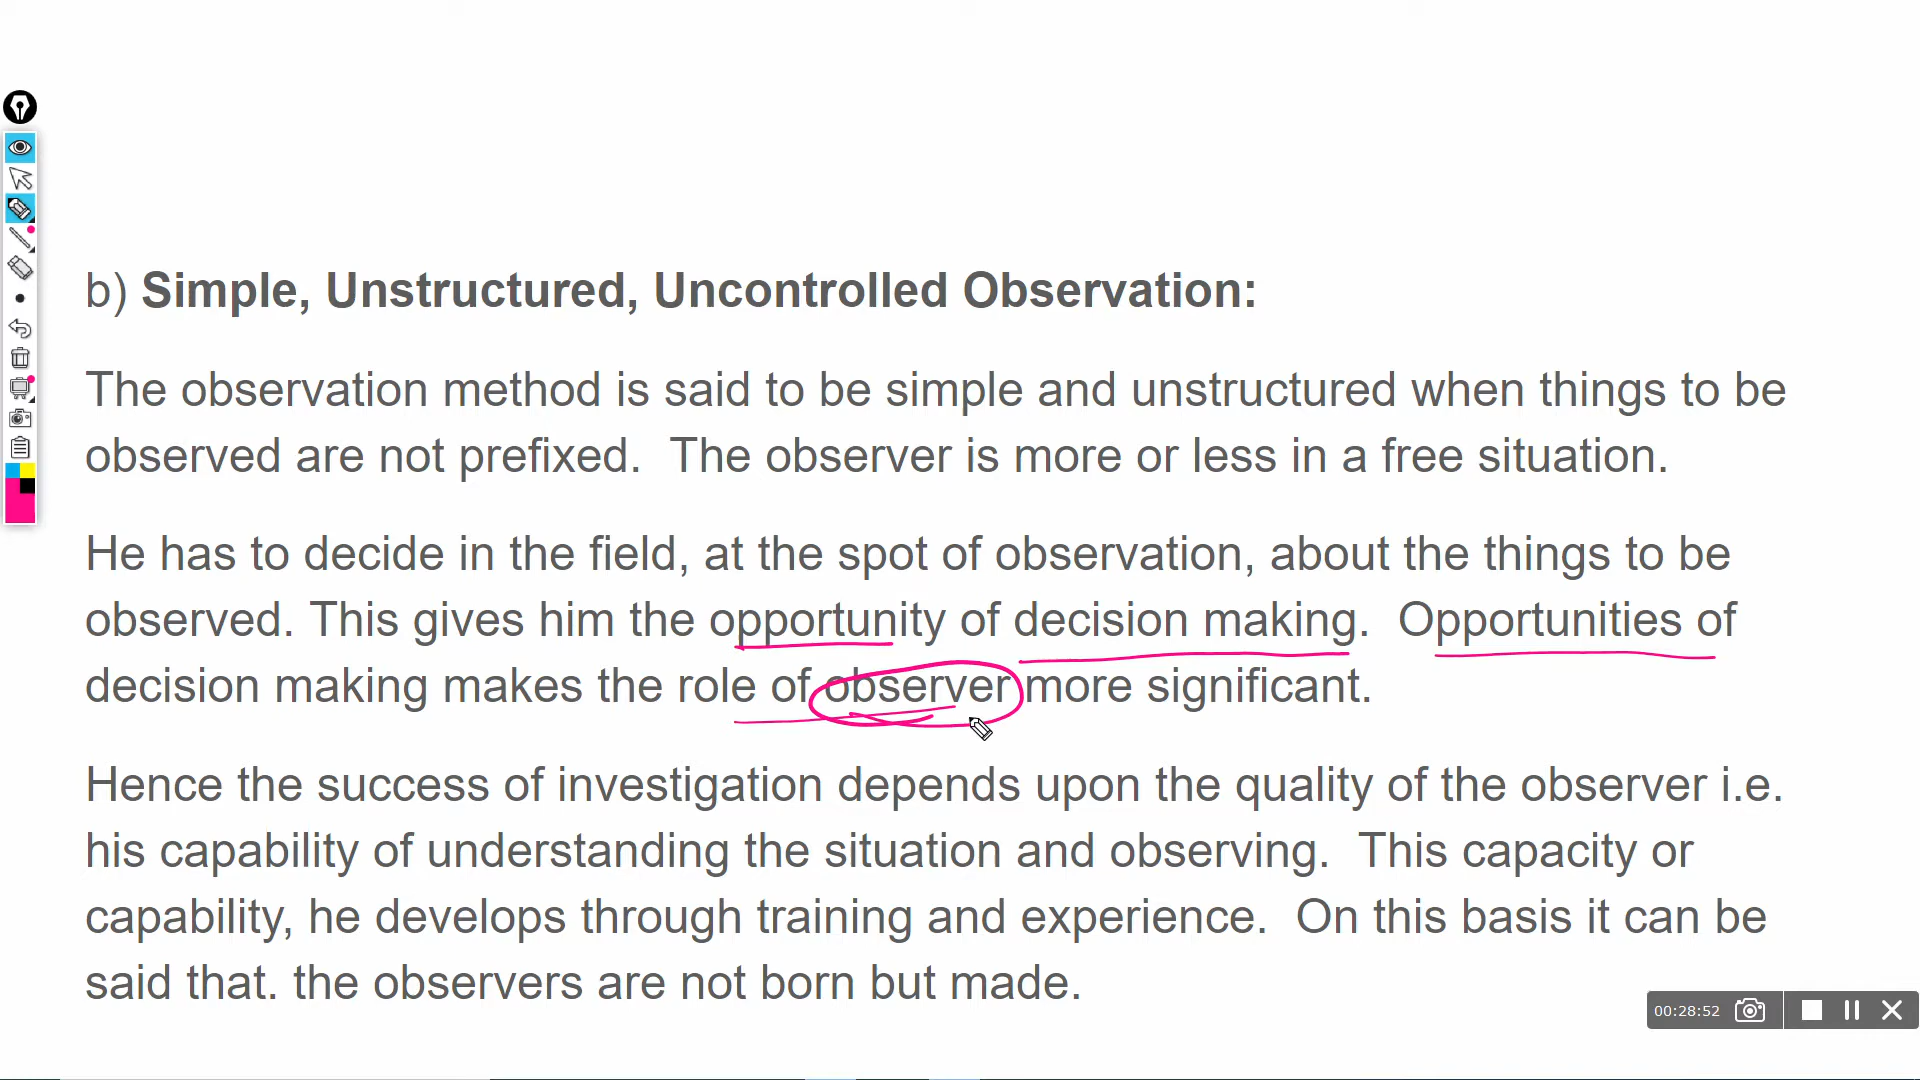 b) Simple, Unstructured, Uncontrolled Observation:
The observation method is said to be simple and unstructured when things to be
observed are not prefixed.  The observer is more or less in a free situation.
He has to decide in the field, at the spot of observation, about the things to be
observed. This gives him the opportunity of decision making.  Opportunities of
decision making makes the role of observer more significant.
Hence the success of investigation depends upon the quality of the observer i.e.
his capability of understanding the situation and observing.  This capacity or
capability, he develops through training and experience.  On this basis it can be
said that. the observers are not born but made.
00:28:52